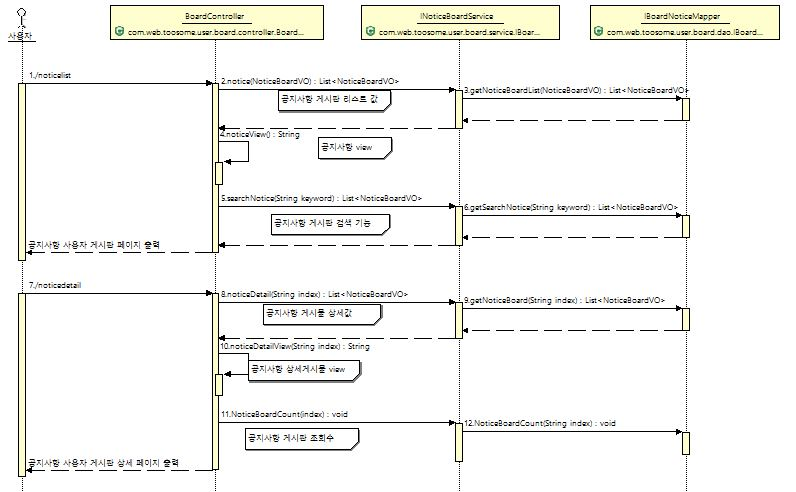 BoardController
com.web.toosome.user.board.controller.Board...
INoticeBoardService
com.web.toosome.user.board.service.IBoar...
IBoardNoticeMapper
com.web.toosome.user.board.dao.IBoard...
사용자
1./noticelist
2.notice(NoticeBoardVO) : List<NoticeBoardVO>
공지사항 게시판 리스트 값
3.getNoticeBoardList(NoticeBoardVO) : List<NoticeBoardVO>
4.noticeView() : String
공지사항 view
5.searchNotice(String keyword) : List<NoticeBoardVO>
공지사항 게시판 검색 기능
6.getSearchNotice(String keyword) : List<NoticeBoardVO>
공지사항 사용자 게시판 페이지 출력
7./noticedetail
8.noticeDetail(String index) : List<NoticeBoardVO>
공지사항 게시물 상세값
9.getNoticeBoard(String index) : List<NoticeBoardVO>
10.noticeDetailView(String index) : String
공지사항 상세게시물 view
11.NoticeBoardCount(index) : void
공지사항 게시판 조회수
12.NoticeBoardCount(String index) : void
공지사항 사용자 게시판 상세 페이지 출력